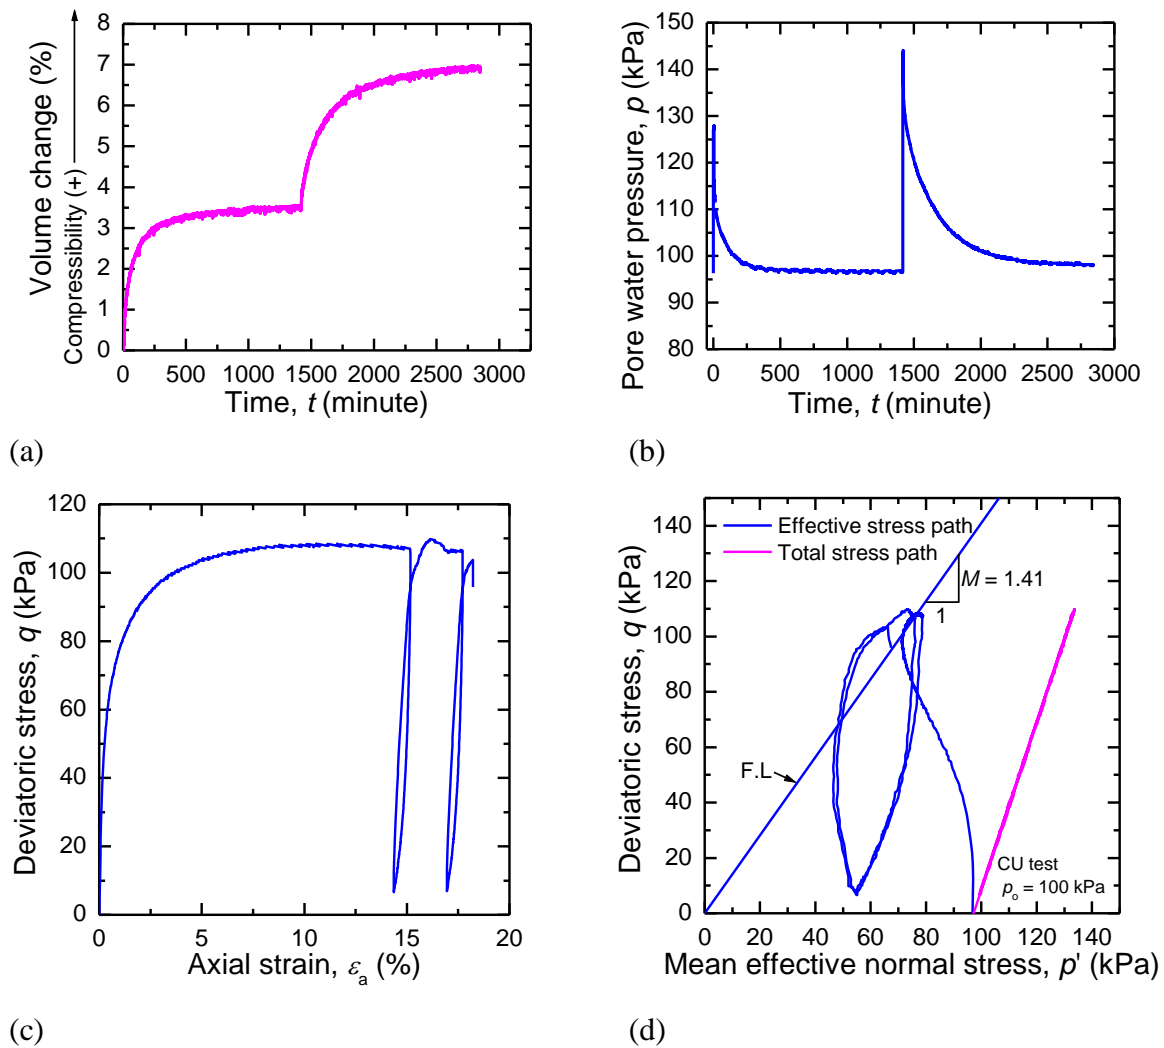 8
7
6
5
4
3
2
1
0
Volume change (%)
Compressibility (+)
0 500 1000 1500 2000 2500 3000
Time, t (minute)
(a)
150
140
130
120
110
100
90
80
Pore water pressure, p (kPa)
0 500 1000 1500 2000 2500 3000
Time, t (minute)
(b)
120
100
80
60
40
20
0
Deviatoric stress, q (kPa)
0 5 10 15 20
Axial strain, εa (%)
(c)
Effective stress path
Total stress path
M = 1.41
1
F.L
CU test
po = 100 kPa
140
120
100
80
60
40
20
0
Deviatoric stress, q (kPa)
0 20 40 60 80 100 120 140
Mean effective normal stress, p' (kPa)
(d)